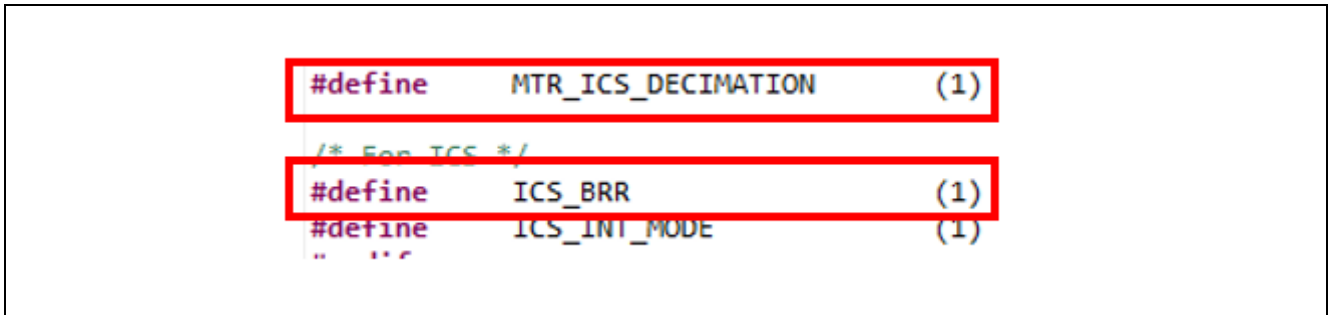 #define MTR_ICS_DECIMATION (1)
/* For ICS */
#define ICS_BRR (1)
#define ICS_INT_MODE (1)